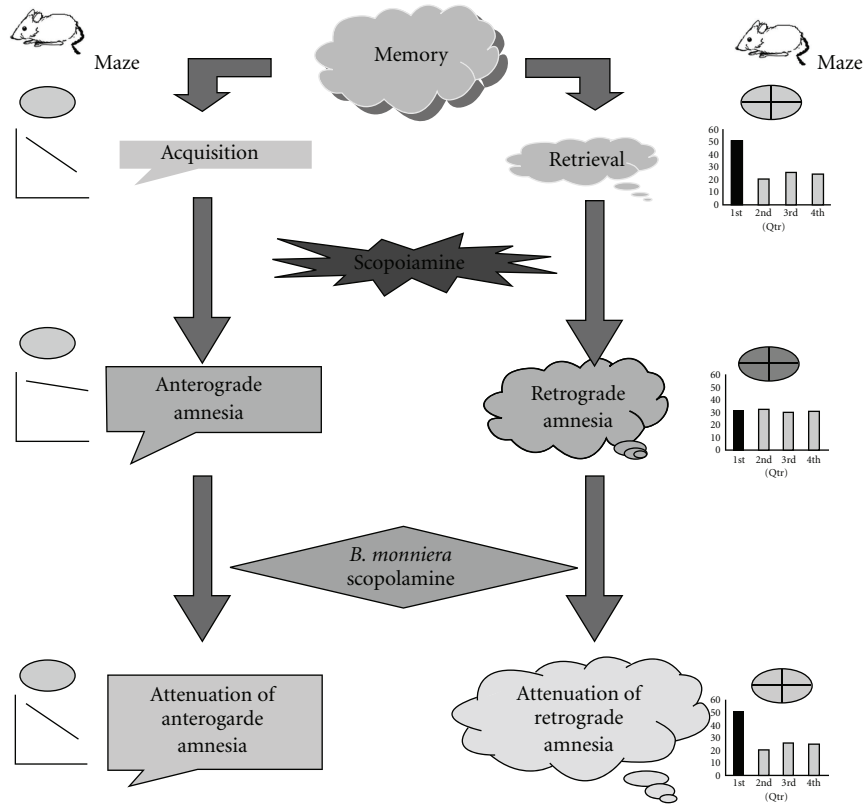 Memory
Maze
Maze
Acquisition
Retrieval
60
50
40
30
20
10
0
1st 2nd 3rd 4th
(Qtr)
Scopoiamine
Anterograde
amnesia
Retrograde
amnesia
60
50
40
30
20
10
0
1st 2nd 3rd 4th
(Qtr)
B. monniera
scopolamine
Attenuation of
anterogarde
amnesia
Attenuation of
retrograde
amnesia
60
50
40
30
20
10
0
1st 2nd 3rd 4th
(Qtr)